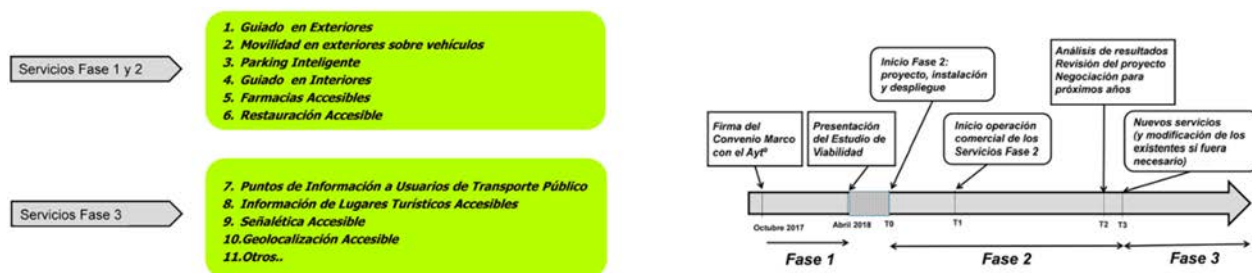 Servicios Fase 1 y 2
1. Guiado en Exteriores
2. Movilidad en exteriores sobre vehículos
3. Parking Inteligente
4. Guiado en Interiores
5. Farmacias Accesibles
6. Restauración Accesible
Servicios Fase 3
7. Puntos de Información a Usuarios de Transporte Público
8. Información de Lugares Turísticos Accesibles
9. Señalética Accesible
10.Geolocalización Accesible
11.Otros..
Firma del
Convenio Marco
con el Aytº
Presentación
del Estudio de
Viabilidad
Inicio Fase 2:
proyecto, instalación
y despliegue
Inicio operación
comercial de los
Servicios Fase 2
Análisis de resultados
Revisión del proyecto
Negociación para
próximos años
Nuevos servicios
(y modificación de los
existentes si fuera
necesario)
Octubre 2017
Abril 2018
T0
T1
T2
T3
Fase 1
Fase 2
Fase 3